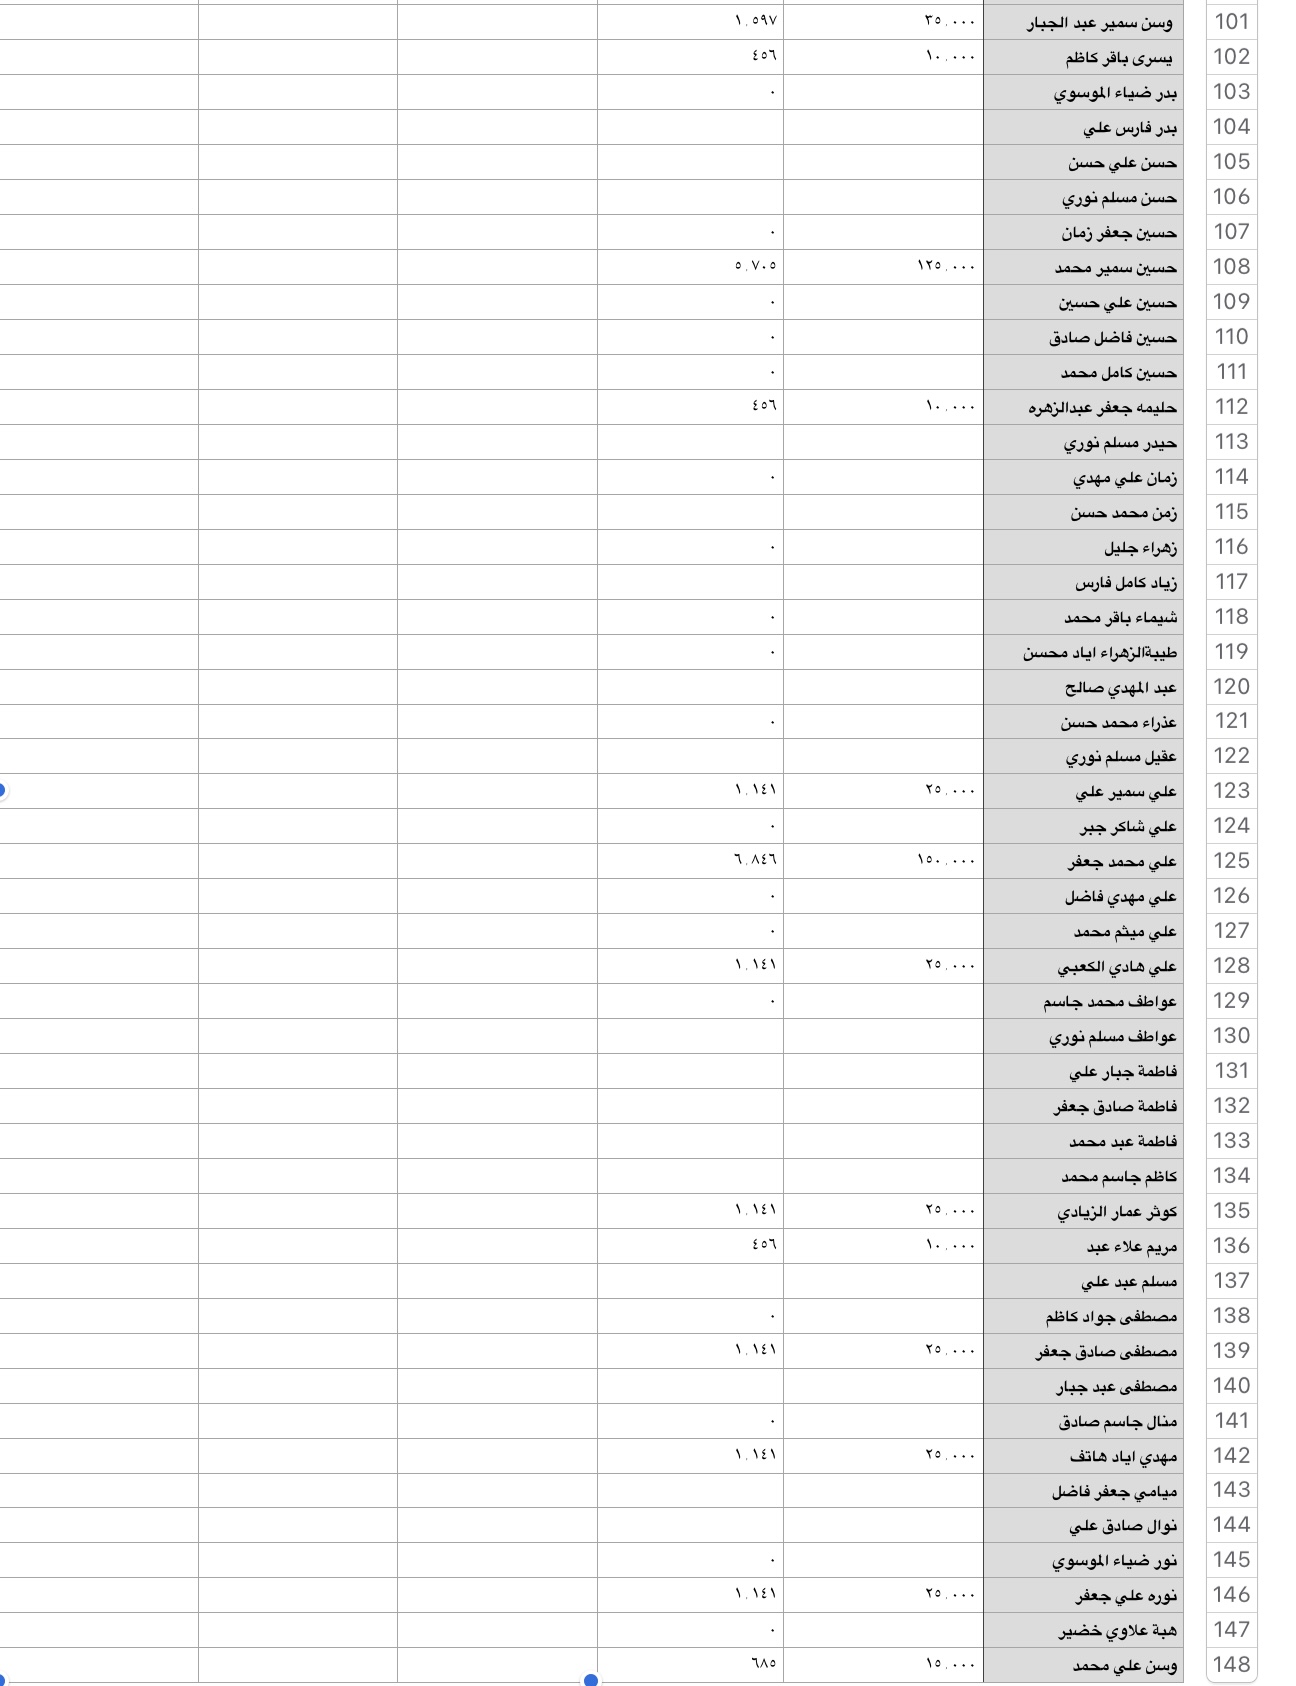 101 وسن سمير عبد الجبار ٣٥٬٠٠٠ ١٬٥٩٧
102 يسرى باقر كاظم ١٠٬٠٠٠ ٤٥٦
103 بدر ضياء الموسوي ٠
104 بدر فارس علي
105 حسن علي حسن
106 حسن مسلم نوري
107 حسين جعفر زمان ٠
108 حسين سمير محمد ١٢٥٬٠٠٠ ٥٬٧٠٥
109 حسين علي حسين ٠
110 حسين فاضل صادق ٠
111 حسين كامل محمد ٠
112 حليمه جعفر عبدالزهره ١٠٬٠٠٠ ٤٥٦
113 حيدر مسلم نوري
114 زمان علي مهدي ٠
115 زمن محمد حسن
116 زهراء جليل ٠
117 زياد كامل فارس
118 شيماء باقر محمد ٠
119 طيبةالزهراء اياد محسن ٠
120 عبد المهدي صالح
121 عذراء محمد حسن ٠
122 عقيل مسلم نوري
123 علي سمير علي ٢٥٬٠٠٠ ١٬١٤١
124 علي شاكر جبر ٠
125 علي محمد جعفر ١٥٠٬٠٠٠ ٦٬٨٤٦
126 علي مهدي فاضل ٠
127 علي ميثم محمد ٠
128 علي هادي الكعبي ٢٥٬٠٠٠ ١٬١٤١
129 عواطف محمد جاسم ٠
130 عواطف مسلم نوري
131 فاطمة جبار علي
132 فاطمة صادق جعفر
133 فاطمة عبد محمد
134 كاظم جاسم محمد
135 كوثر عمار الزيادي ٢٥٬٠٠٠ ١٬١٤١
136 مريم علاء عبد ١٠٬٠٠٠ ٤٥٦
137 مسلم عبد علي
138 مصطفى جواد كاظم ٠
139 مصطفى صادق جعفر ٢٥٬٠٠٠ ١٬١٤١
140 مصطفى عبد جبار
141 منال جاسم صادق ٠
142 مهدي اياد هاتف ٢٥٬٠٠٠ ١٬١٤١
143 ميامي جعفر فاضل
144 نوال صادق علي
145 نور ضياء الموسوي ٠
146 نوره علي جعفر ٢٥٬٠٠٠ ١٬١٤١
147 هبة علاوي خضير ٠
148 وسن علي محمد ١٥٬٠٠٠ ٦٨٥